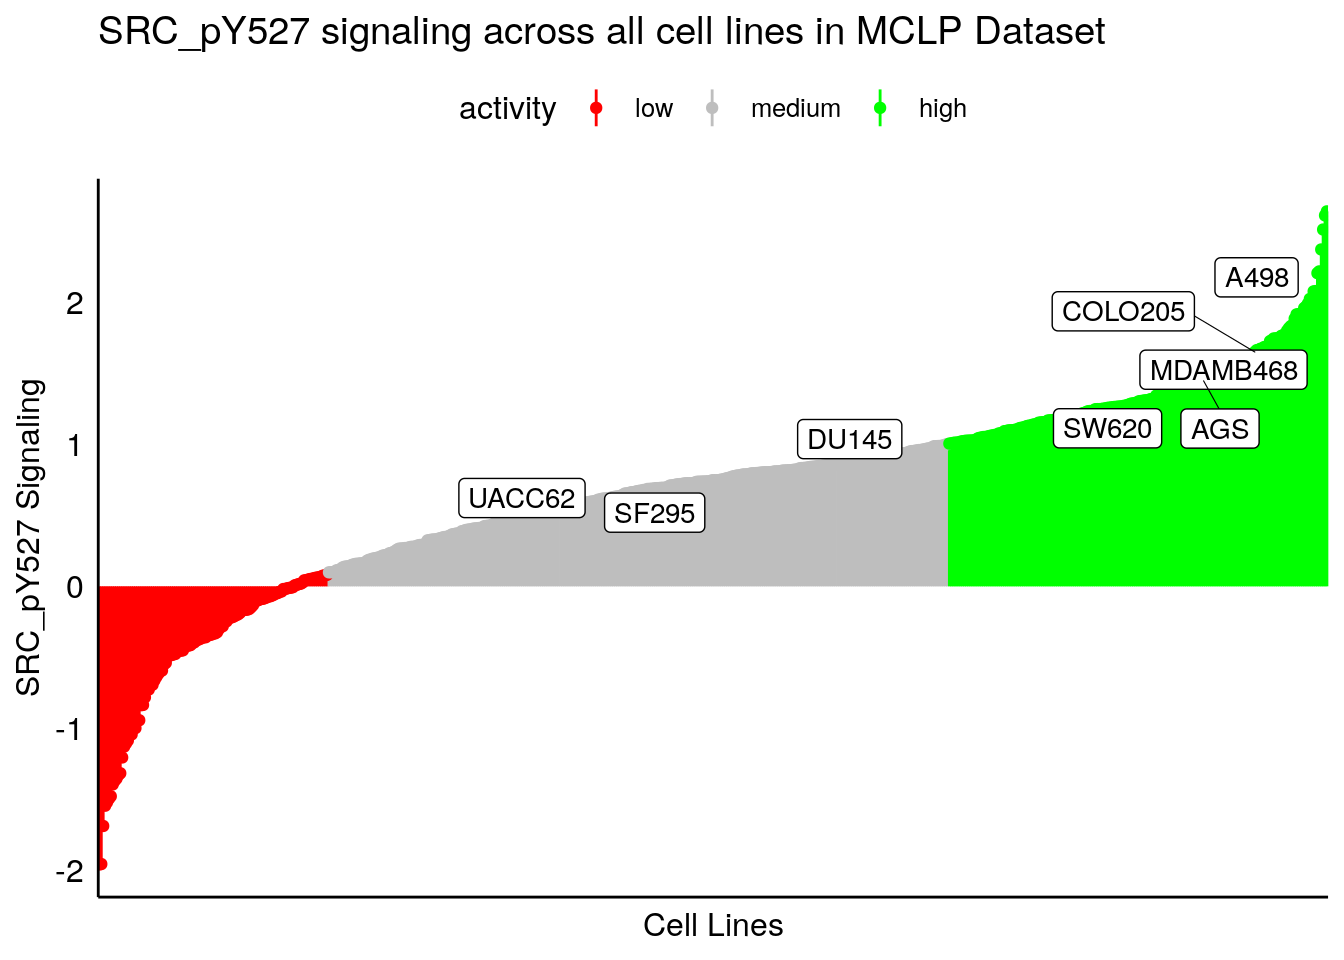 SRC_pY527 signaling across all cell lines in MCLP Dataset
activity low medium high
SRC_pY527 Signaling
2
1
0
-1
-2
A498
COLO205
MDAMB468
SW620
AGS
DU145
UACC62
SF295
Cell Lines